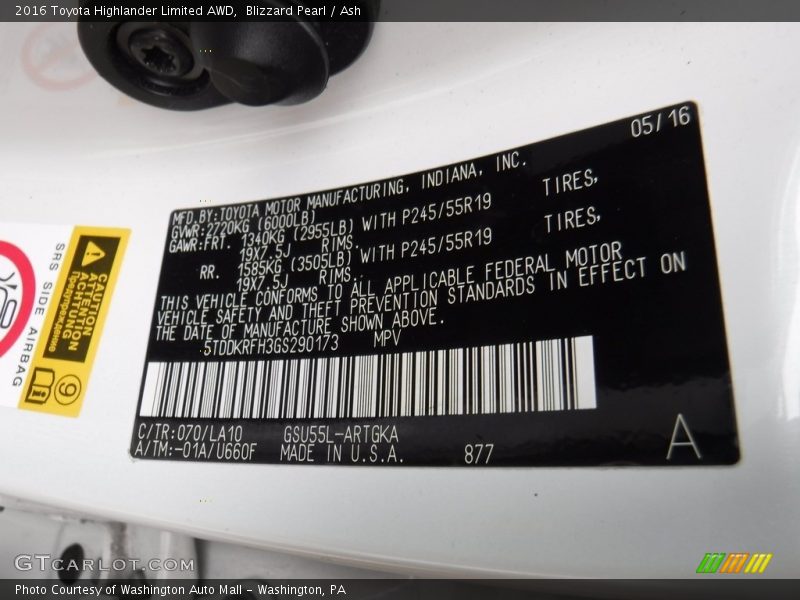 2016 Toyota Highlander Limited AWD,  Blizzard Pearl / Ash
05/16
MFD.BY:TOYOTA MOTOR MANUFACTURING, INDIANA, INC.
GVWR:2720KG (6000LB)
GAWR:FRT. 1340KG (2955LB) WITH P245/55R19 TIRES,
19X7.5J RIMS.
RR. 1585KG (3505LB) WITH P245/55R19 TIRES,
19X7.5J RIMS.
THIS VEHICLE CONFORMS TO ALL APPLICABLE FEDERAL MOTOR
VEHICLE SAFETY AND THEFT PREVENTION STANDARDS IN EFFECT ON
THE DATE OF MANUFACTURE SHOWN ABOVE.
5TDDKRFH3GS290173 MPV
C/TR:070/LA10 GSU55L-ARTGKA
A/TM:-01A/U660F MADE IN U.S.A. 877
A
SRS SIDE AIRBAG
CAUTION
ATTENTION
ACHTUNG
Предупреждение
9
GTCARLOT.COM
Photo Courtesy of Washington Auto Mall - Washington, PA